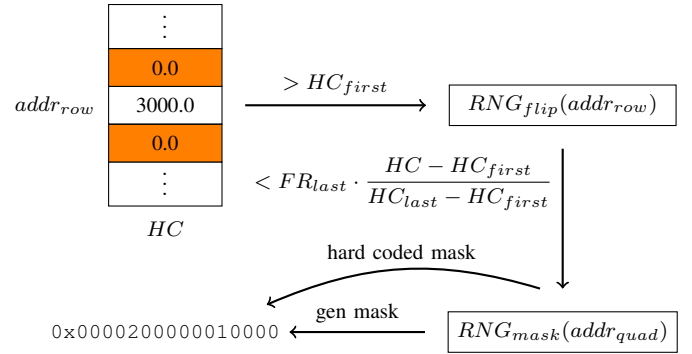 ⋮
0.0
addr_row 3000.0 > HC_first RNG_flip(addr_row)
0.0
⋮ < FR_last · (HC − HC_first) / (HC_last − HC_first)
HC
hard coded mask
gen mask
0x0000200000010000 RNG_mask(addr_quad)